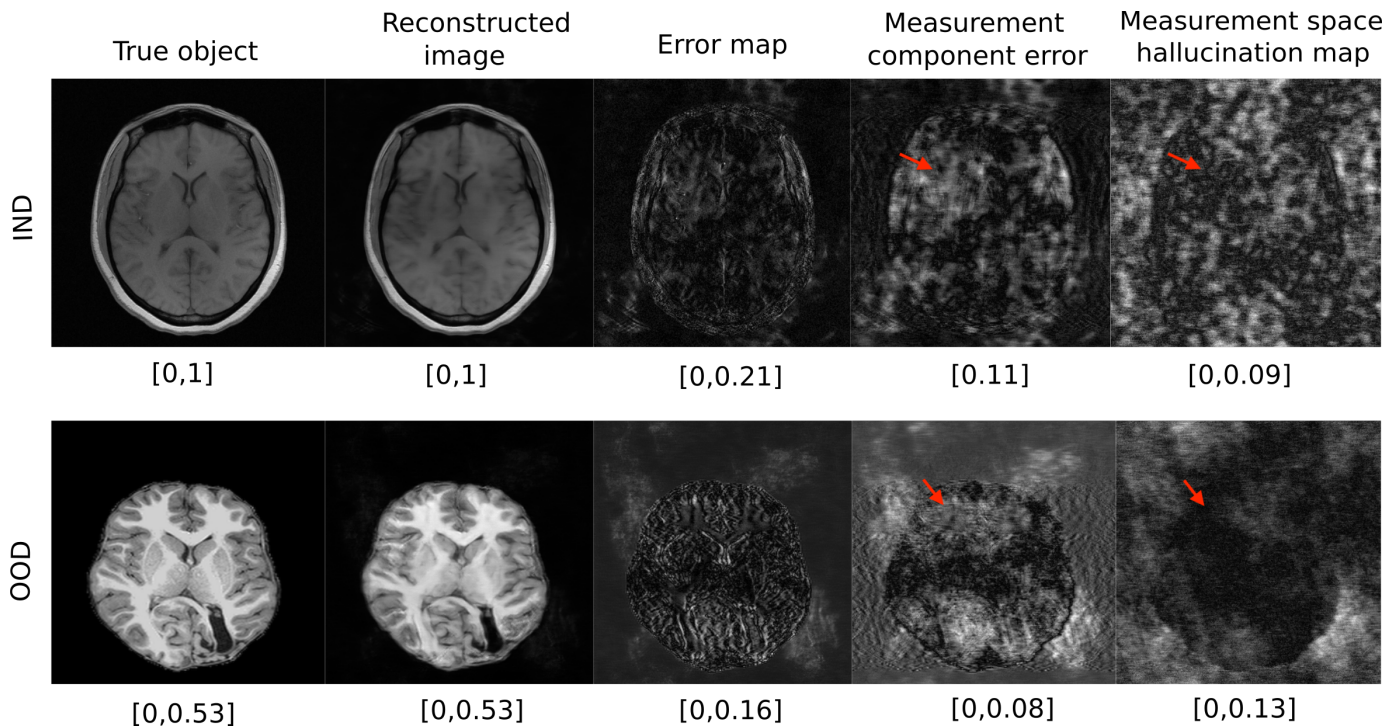 True object
Reconstructed
image
Error map
Measurement
component error
Measurement space
hallucination map
IND
[0,1]
[0,1]
[0,0.21]
[0.11]
[0,0.09]
OOD
[0,0.53]
[0,0.53]
[0,0.16]
[0,0.08]
[0,0.13]